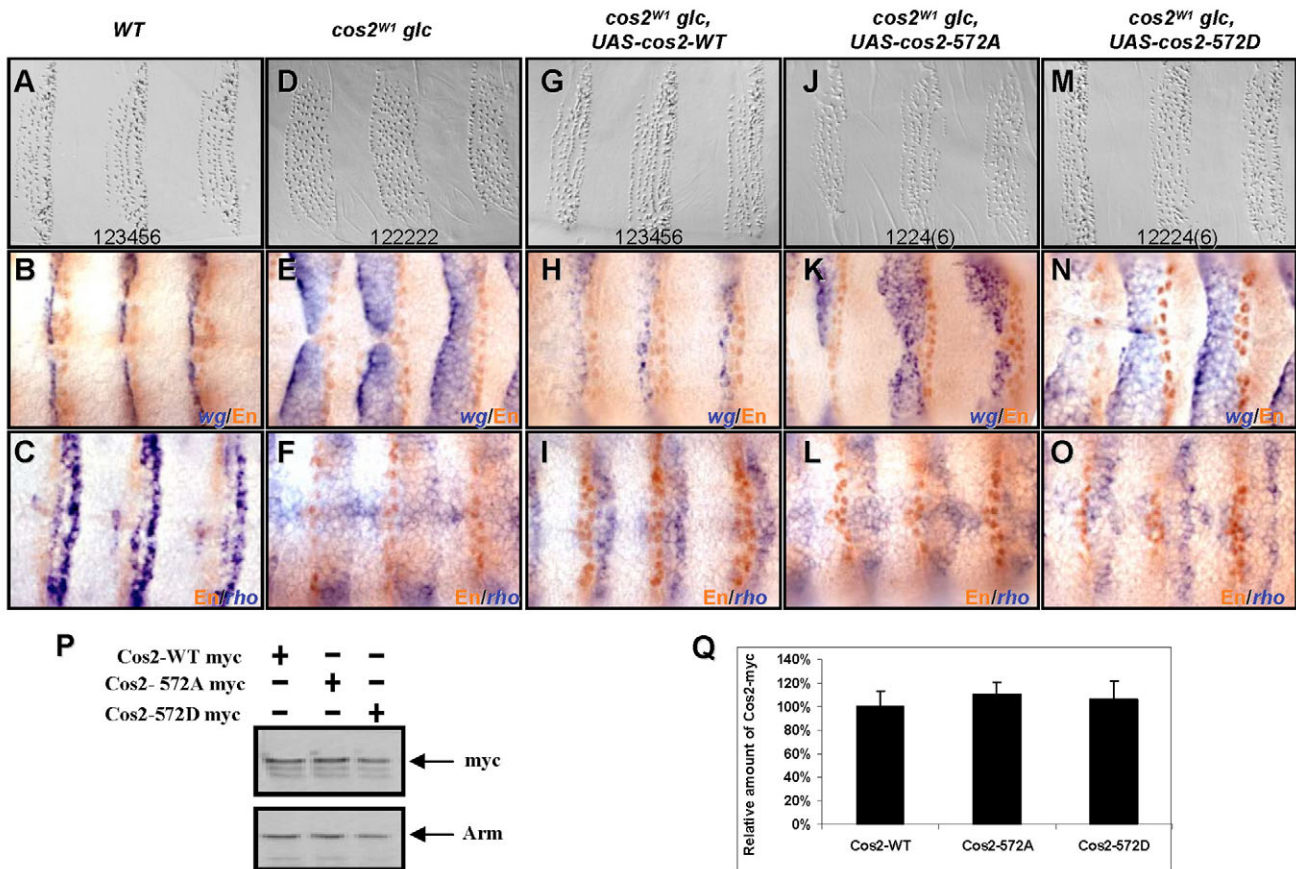 WT
cos2W1 glc
cos2W1 glc,
UAS-cos2-WT
cos2W1 glc,
UAS-cos2-572A
cos2W1 glc,
UAS-cos2-572D
A
D
G
J
M
123456
122222
123456
1224(6)
12224(6)
B
E
H
K
N
wg/En
wg/En
wg/En
wg/En
wg/En
C
F
I
L
O
En/rho
En/rho
En/rho
En/rho
En/rho
P
Cos2-WT myc + – –
Cos2- 572A myc – + –
Cos2-572D myc – – +
myc
Arm
Q
Relative amount of Cos2-myc
140%
120%
100%
80%
60%
40%
20%
0%
Cos2-WT
Cos2-572A
Cos2-572D